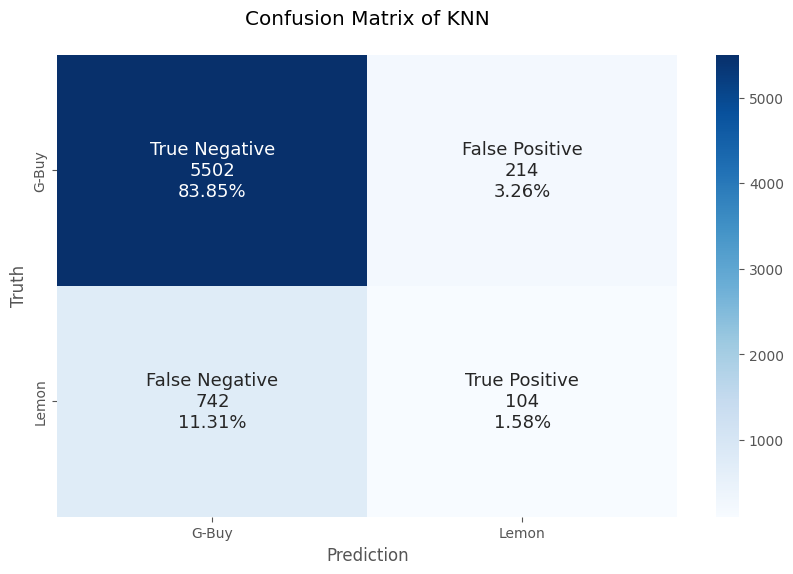 Confusion Matrix of KNN
Truth
G-Buy
Lemon
True Negative
5502
83.85%
False Positive
214
3.26%
False Negative
742
11.31%
True Positive
104
1.58%
G-Buy
Lemon
Prediction
5000
4000
3000
2000
1000